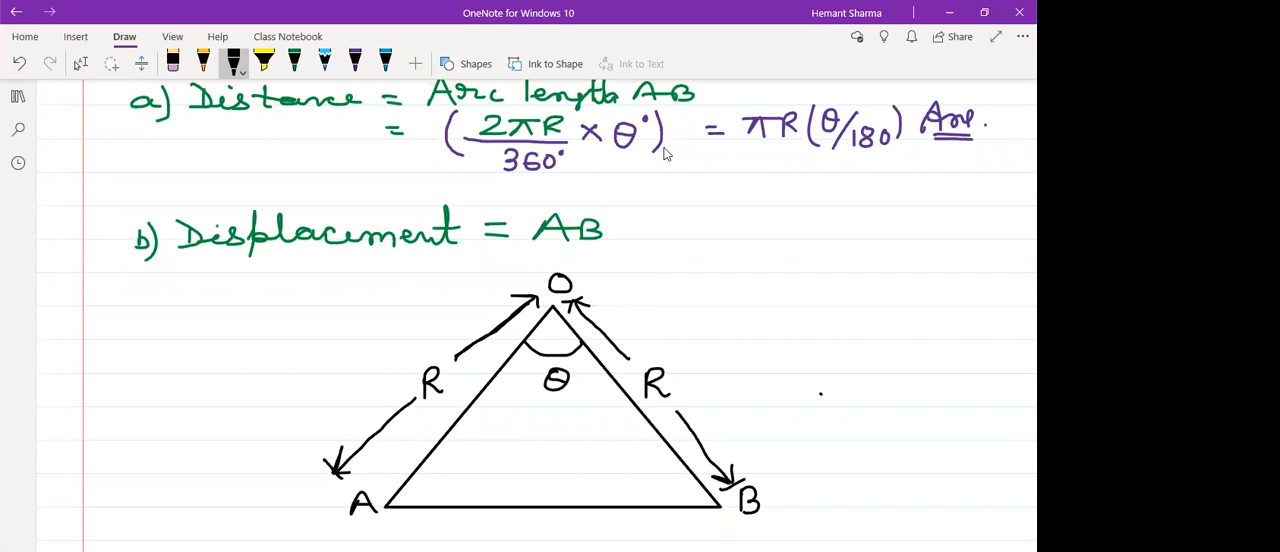 OneNote for Windows 10
Hemant Sharma
Home Insert Draw View Help Class Notebook
Share
Shapes Ink to Shape Ink to Text
a) Distance = Arc length AB
= (2πR/360° × θ°) = πR(θ/180) Ans.
b) Displacement = AB
O
θ
R R
A B